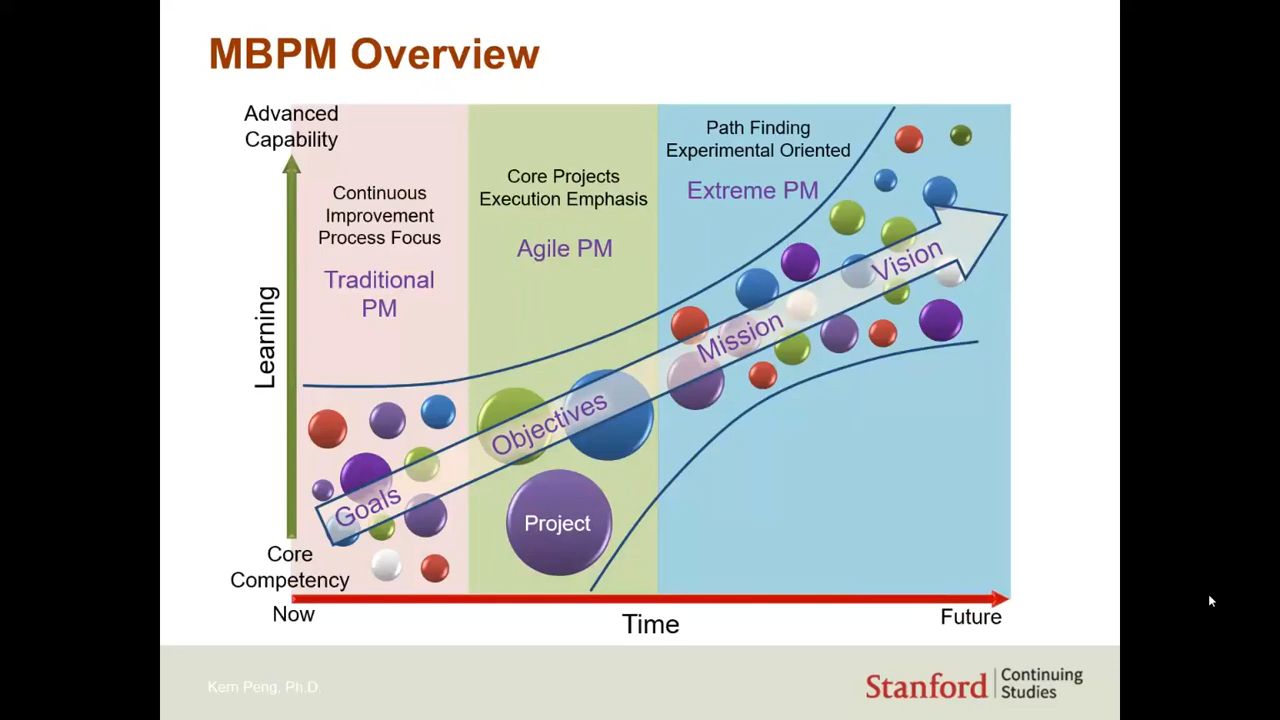 MBPM Overview
Advanced
Capability
Learning
Core
Competency
Now
Time
Future
Continuous
Improvement
Process Focus
Traditional
PM
Core Projects
Execution Emphasis
Agile PM
Path Finding
Experimental Oriented
Extreme PM
Goals
Objectives
Mission
Vision
Project
Kem Peng, Ph.D.
Stanford
Continuing
Studies